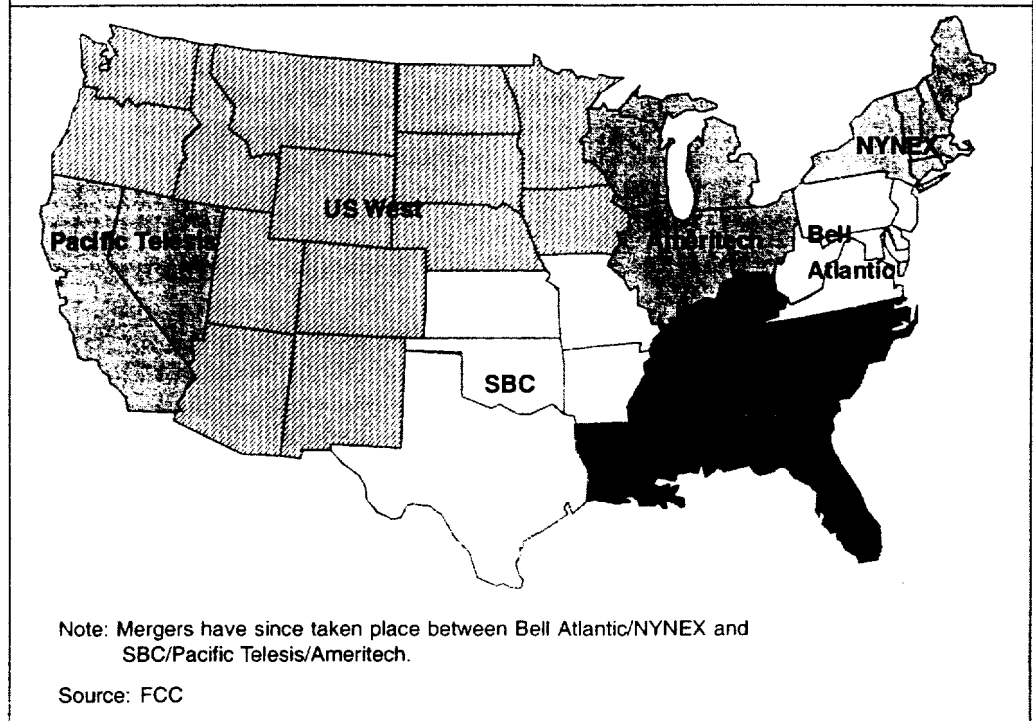 NYNEX
US West
Pacific Telesis
Ameritech
Bell
Atlantic
SBC
Note: Mergers have since taken place between Bell Atlantic/NYNEX and
SBC/Pacific Telesis/Ameritech.
Source: FCC